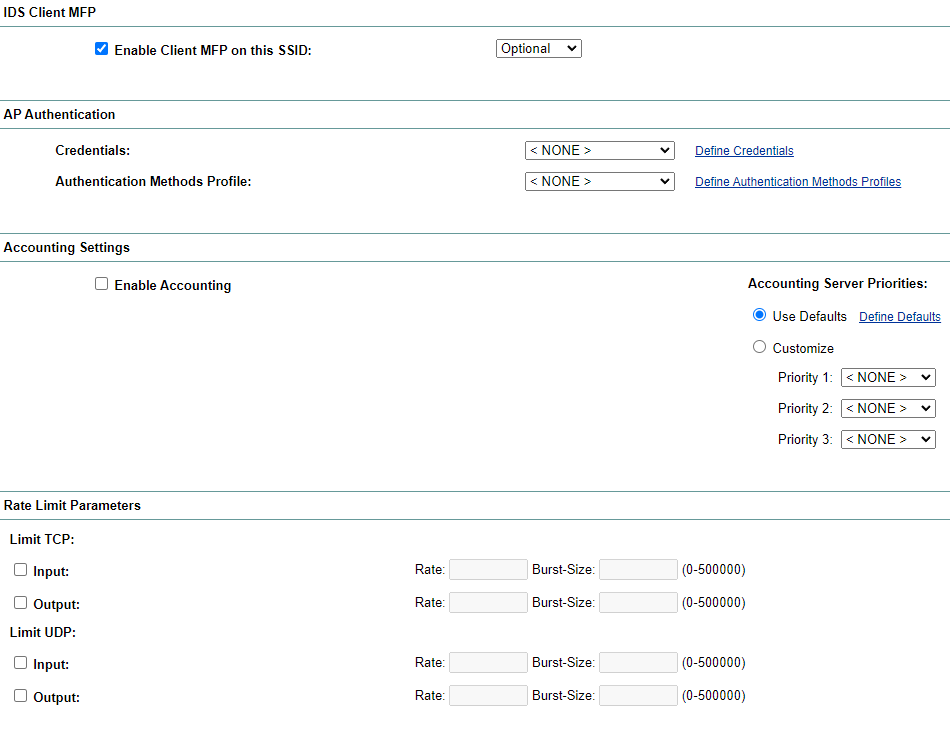 IDS Client MFP
Enable Client MFP on this SSID: Optional
AP Authentication
Credentials: < NONE > Define Credentials
Authentication Methods Profile: < NONE > Define Authentication Methods Profiles
Accounting Settings
Enable Accounting Accounting Server Priorities:
Use Defaults Define Defaults
Customize
Priority 1: < NONE >
Priority 2: < NONE >
Priority 3: < NONE >
Rate Limit Parameters
Limit TCP:
Input: Rate: Burst-Size: (0-500000)
Output: Rate: Burst-Size: (0-500000)
Limit UDP:
Input: Rate: Burst-Size: (0-500000)
Output: Rate: Burst-Size: (0-500000)